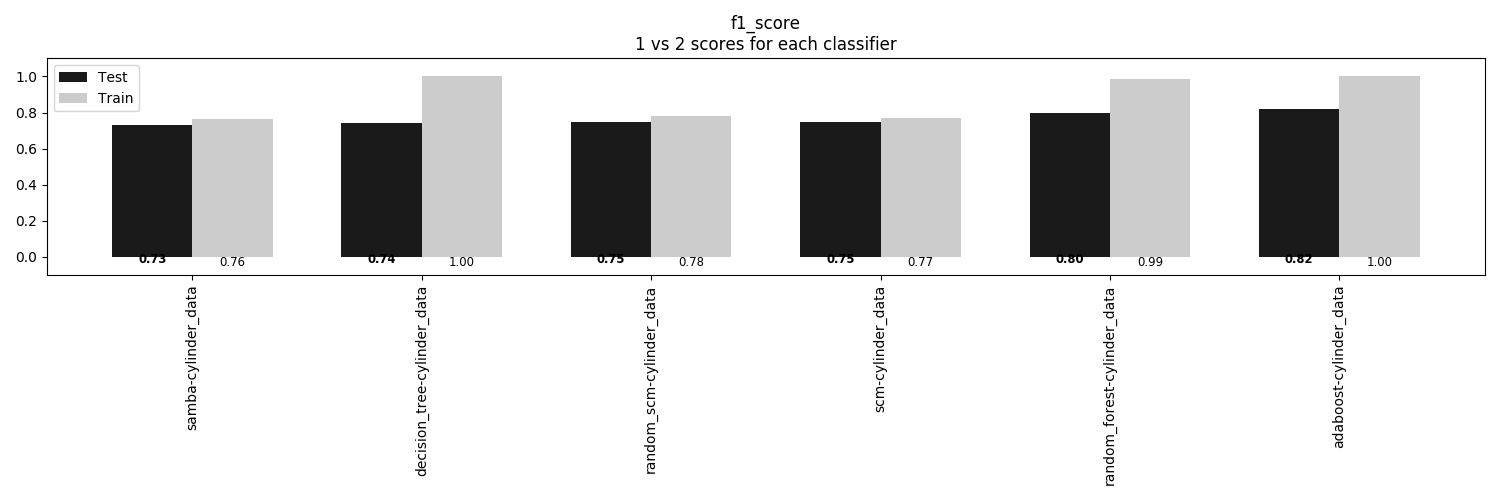 f1_score
1 vs 2 scores for each classifier
Test
Train
1.0
0.8
0.6
0.4
0.2
0.0
0.73 0.76 0.74 1.00 0.75 0.78 0.75 0.77 0.80 0.99 0.82 1.00
samba-cylinder_data
decision_tree-cylinder_data
random_scm-cylinder_data
scm-cylinder_data
random_forest-cylinder_data
adaboost-cylinder_data